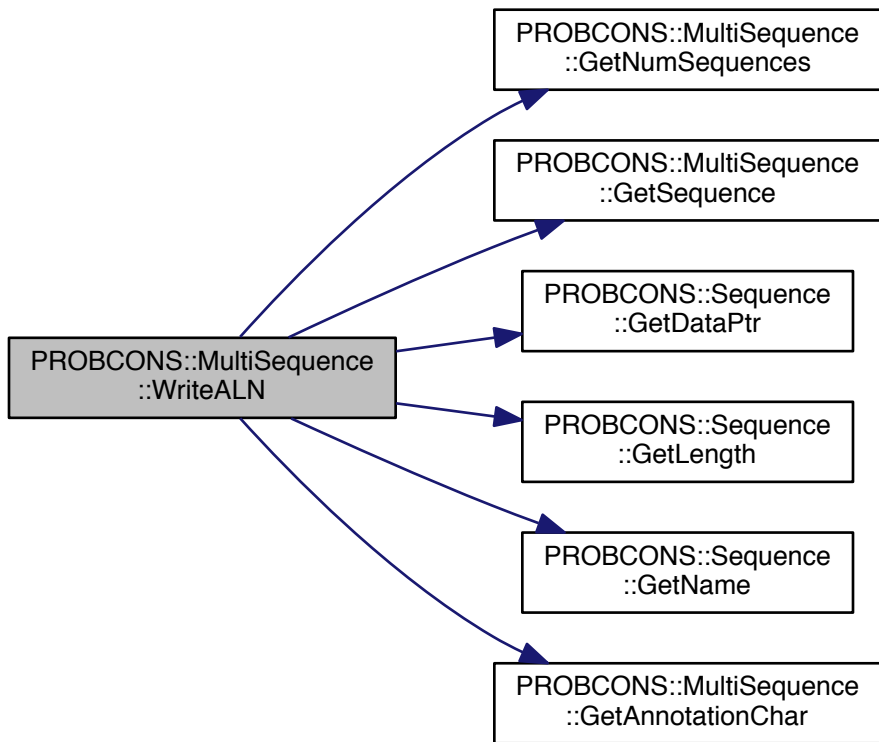 PROBCONS::MultiSequence
::GetNumSequences
PROBCONS::MultiSequence
::GetSequence
PROBCONS::Sequence
::GetDataPtr
PROBCONS::MultiSequence
::WriteALN
PROBCONS::Sequence
::GetLength
PROBCONS::Sequence
::GetName
PROBCONS::MultiSequence
::GetAnnotationChar